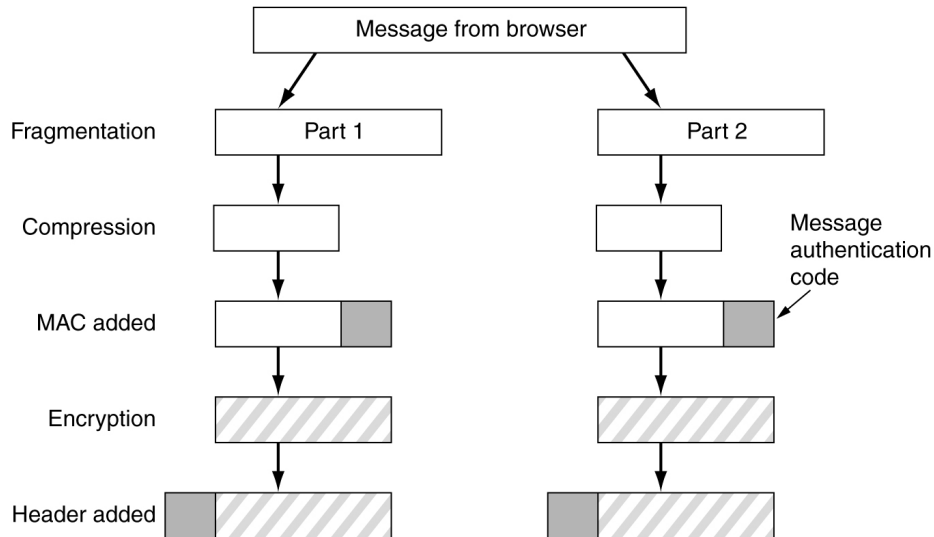 Message from browser
Fragmentation
Part 1
Part 2
Compression
Message
authentication
code
MAC added
Encryption
Header added